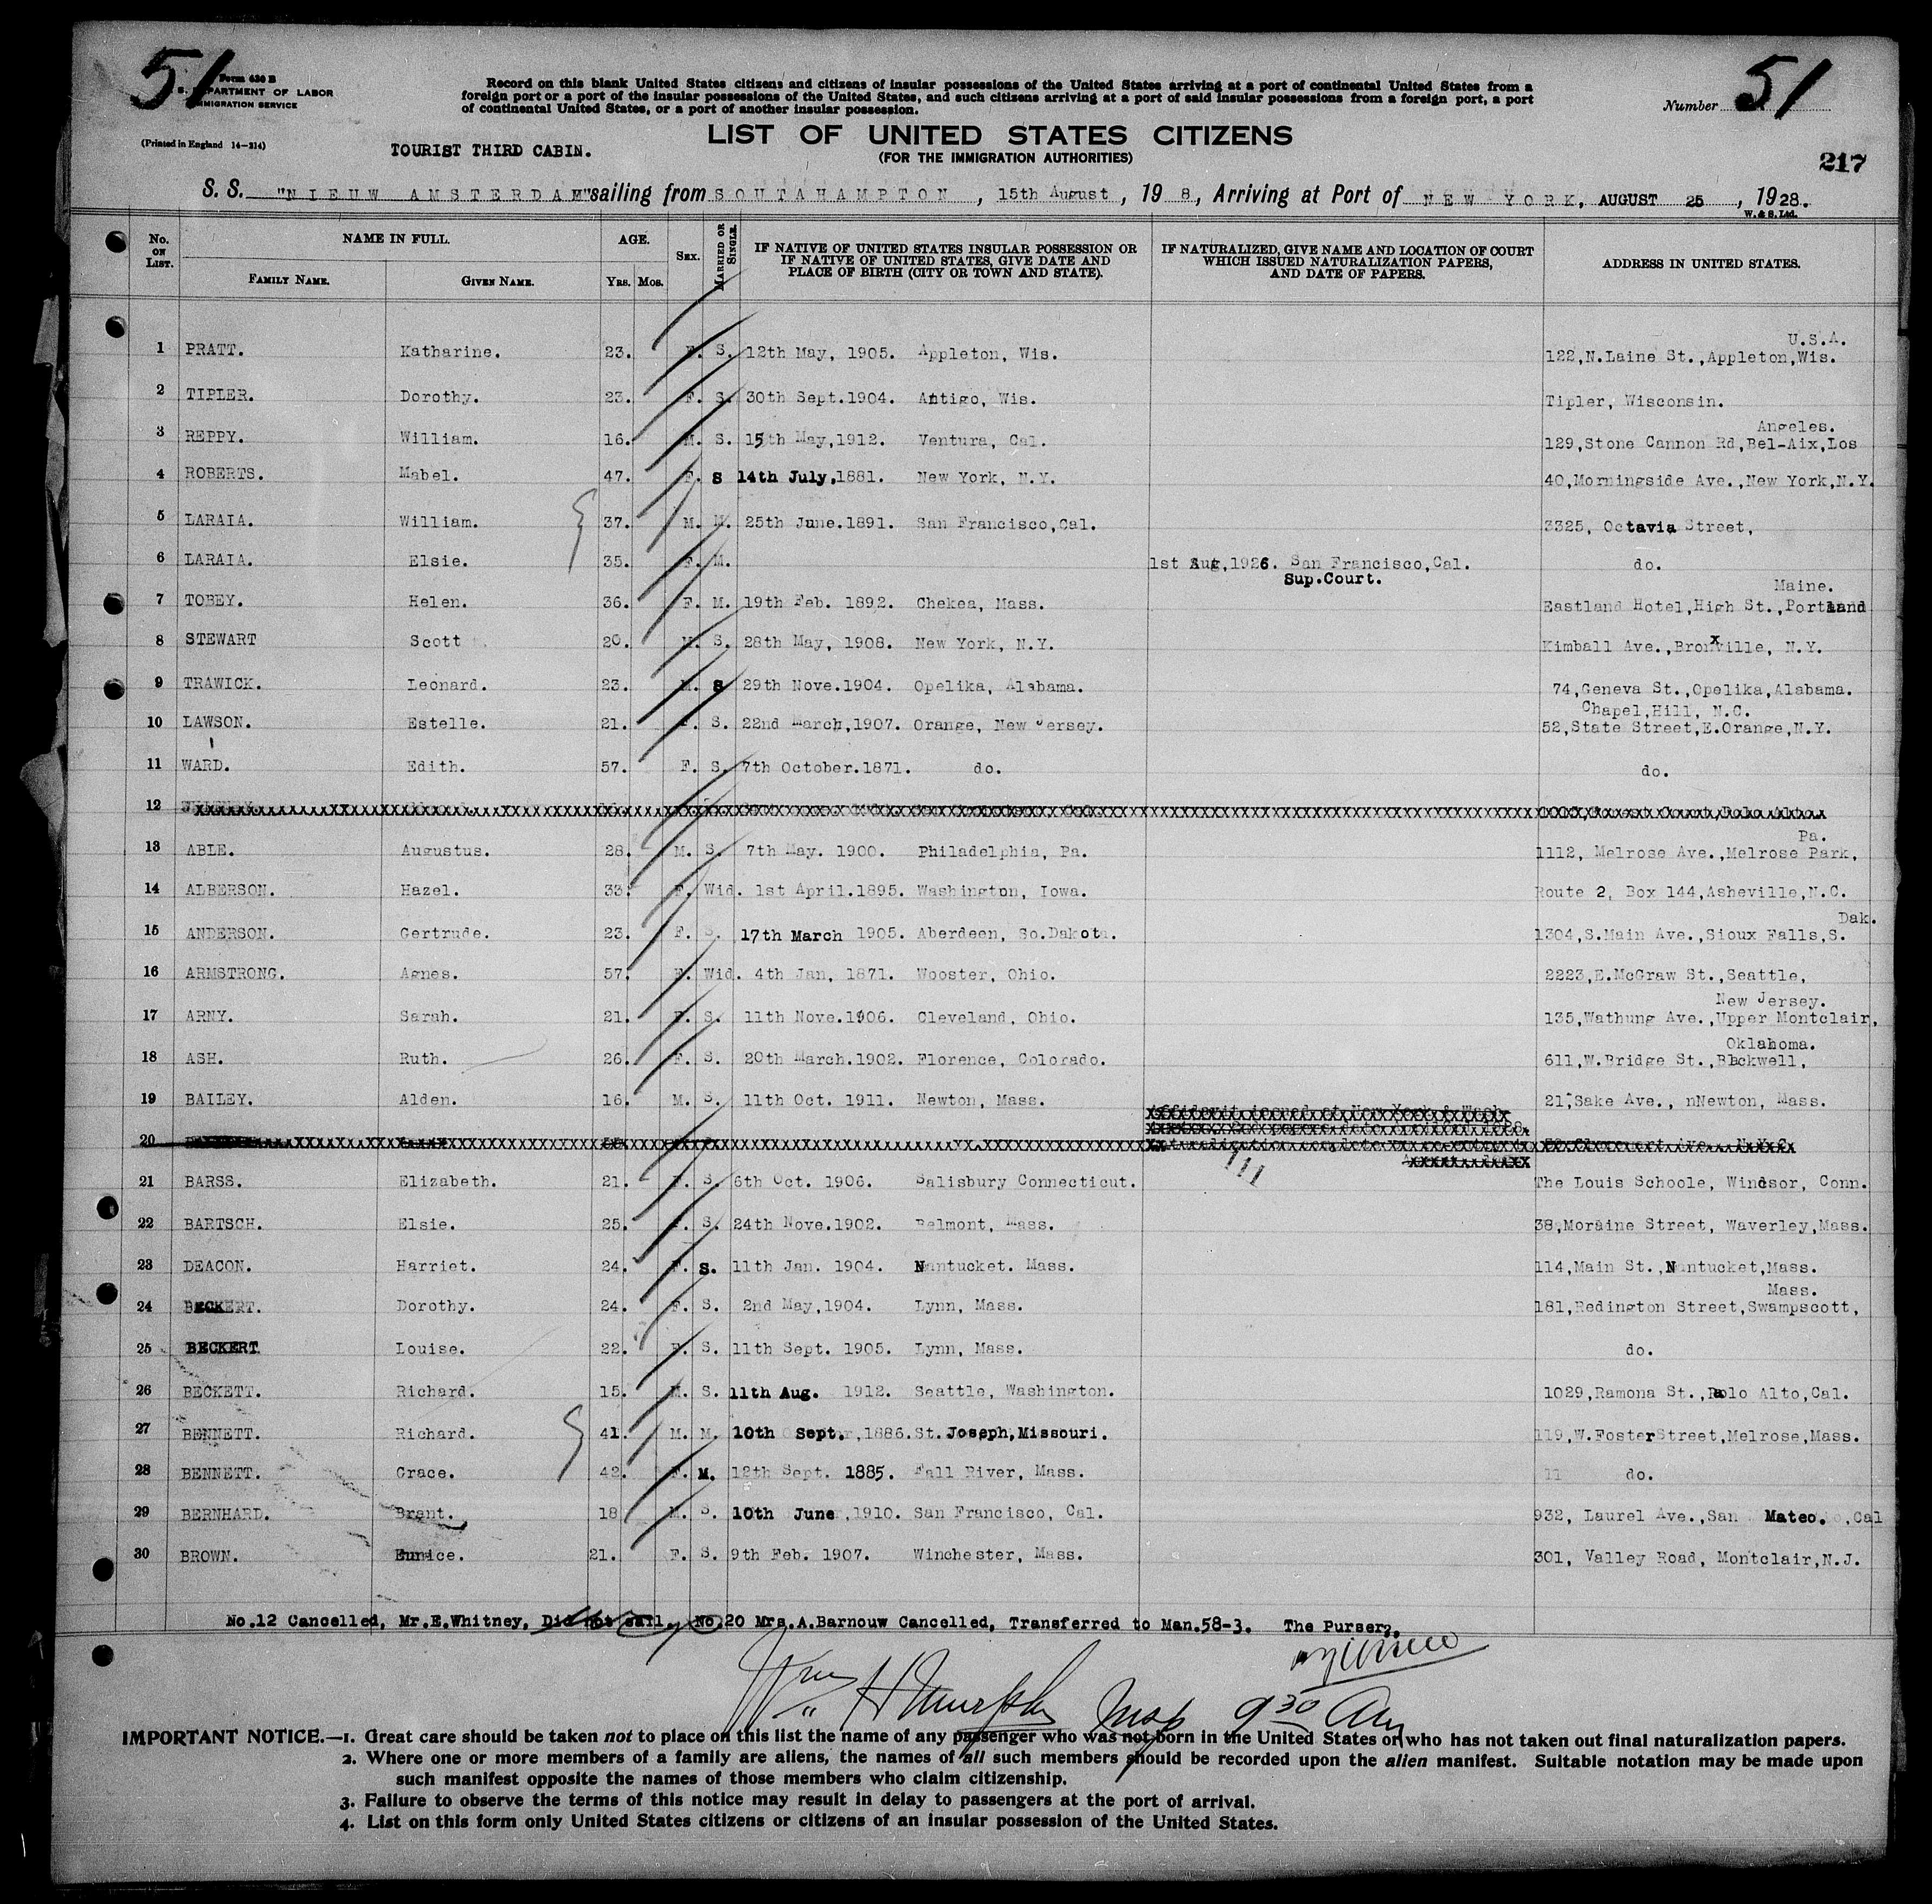 51
Form 630 B
DEPARTMENT OF LABOR
IMMIGRATION SERVICE
(Printed in England 14—214)
Record on this blank United States citizens and citizens of insular possessions of the United States arriving at a port of continental United States from a
foreign port or a port of the insular possessions of the United States, and such citizens arriving at a port of said insular possessions from a foreign port, a port
of continental United States, or a port of another insular possession.
Number 51
LIST OF UNITED STATES CITIZENS
(FOR THE IMMIGRATION AUTHORITIES)
TOURIST THIRD CABIN.
217
S. S. "NIEUW AMSTERDAM" sailing from SOUTAHAMPTON, 15th August, 19 8, Arriving at Port of NEW YORK, AUGUST 25, 1928.
W. & S. Ltd.
No. ON LIST. NAME IN FULL. FAMILY NAME. GIVEN NAME. AGE. YRS. MOS. SEX. MARRIED OR SINGLE. IF NATIVE OF UNITED STATES INSULAR POSSESSION OR IF NATIVE OF UNITED STATES, GIVE DATE AND PLACE OF BIRTH (CITY OR TOWN AND STATE). IF NATURALIZED, GIVE NAME AND LOCATION OF COURT WHICH ISSUED NATURALIZATION PAPERS, AND DATE OF PAPERS. ADDRESS IN UNITED STATES.
U.S.A.
1 PRATT. Katharine. 23. F. S. 12th May, 1905. Appleton, Wis. 122,N.Laine St.,Appleton,Wis.
2 TIPLER. Dorothy. 23. F. S. 30th Sept.1904. Antigo, Wis. Tipler, Wisconsin.
Angeles.
3 REPPY. William. 16. M. S. 15th May,1912. Ventura, Cal. 129,Stone Cannon Rd,Bel-Aix,Los
4 ROBERTS. Mabel. 47. F. S 14th July,1881. New York, N.Y. 40,Morningside Ave.,New York,N.Y.
5 LARAIA. William. 37. M. M. 25th June.1891. San Francisco,Cal. 3325, Octavia Street,
6 LARAIA. Elsie. 35. F. M. 1st Aug,1926. San Francisco,Cal. do.
Sup.Court.
Maine.
7 TOBEY. Helen. 36. F. M. 19th Feb. 1892. Chekea, Mass. Eastland Hotel,High St.,Portland
8 STEWART Scott 20. M. S. 28th May, 1908. New York, N.Y. Kimball Ave.,Bronxville, N.Y.
9 TRAWICK. Leonard. 23. M. S 29th Nove.1904. Opelika, Alabama. 74,Geneva St.,Opelika,Alabama.
Chapel,Hill, N.C.
10 LAWSON. Estelle. 21. F. S. 22nd March,1907. Orange, New Jersey. 52,State Street,E.Orange,N.Y.
11 WARD. Edith. 57. F. S. 7th October.1871. do. do.
12
Pa.
13 ABLE. Augustus. 28. M. S. 7th May. 1900. Philadelphia, Pa. 1112, Melrose Ave.,Melrose Park,
14 ALBERSON. Hazel. 33. F. Wid. 1st April.1895. Washington, Iowa. Route 2, Box 144,Asheville,N.C.
Dak.
15 ANDERSON. Gertrude. 23. F. S. 17th March 1905. Aberdeen, So.Dakota. 1304,S.Main Ave.,Sioux Falls,S.
16 ARMSTRONG. Agnes. 57. F. Wid. 4th Jan, 1871. Wooster, Ohio. 2223,E.McGraw St.,Seattle,
New Jersey.
17 ARNY. Sarah. 21. F. S. 11th Nove.1906. Cleveland, Ohio. 135,Wathung Ave.,Upper Montclair,
Oklahoma.
18 ASH. Ruth. 26. F. S. 20th March.1902. Florence, Colorado. 611,W.Bridge St.,Blackwell,
19 BAILEY. Alden. 16. M. S. 11th Oct. 1911. Newton, Mass. 21,Sake Ave., nNewton, Mass.
20
21 BARSS. Elizabeth. 21. F. S. 6th Oct. 1906. Salisbury Connecticut. The Louis Schoole, Windsor, Conn.
22 BARTSCH. Elsie. 25. F. S. 24th Nove.1902. Belmont, Mass. 38,Moraine Street, Waverley,Mass.
23 DEACON. Harriet. 24. F. S. 11th Jan. 1904. Nantucket. Mass. 114,Main St.,Nantucket,Mass.
Mass.
24 BECKERT. Dorothy. 24. F. S. 2nd May,1904. Lynn, Mass. 181,Redington Street,Swampscott,
25 BECKERT Louise. 22. F. S. 11th Sept. 1905. Lynn, Mass. do.
26 BECKETT. Richard. 15. M. S. 11th Aug. 1912. Seattle, Washington. 1029,Ramona St.,Palo Alto,Cal.
27 BENNETT. Richard. 41. M. M. 10th Sept.,1886.St. Joseph,Missouri. 119,W.Foster Street,Melrose,Mass.
28 BENNETT. Grace. 42. F. M. 12th Sept. 1885. Fall River, Mass. 11 do.
29 BERNHARD. Brant. 18 M. S. 10th June,1910. San Francisco, Cal. 932, Laurel Ave.,San Mateo.,Cal
30 BROWN. Eunice. 21. F. S. 9th Feb. 1907. Winchester, Mass. 301, Valley Road, Montclair,N.J.
No.12 Cancelled, Mr.E.Whitney, Did not sail. No.20 Mrs.A.Barnouw Cancelled, Transferred to Man.58-3. The Purser,
Wm H Murphy Insp 9 30 Am
IMPORTANT NOTICE.—1. Great care should be taken not to place on this list the name of any passenger who was not born in the United States or who has not taken out final naturalization papers.
2. Where one or more members of a family are aliens, the names of all such members should be recorded upon the alien manifest. Suitable notation may be made upon
such manifest opposite the names of those members who claim citizenship.
3. Failure to observe the terms of this notice may result in delay to passengers at the port of arrival.
4. List on this form only United States citizens or citizens of an insular possession of the United States.